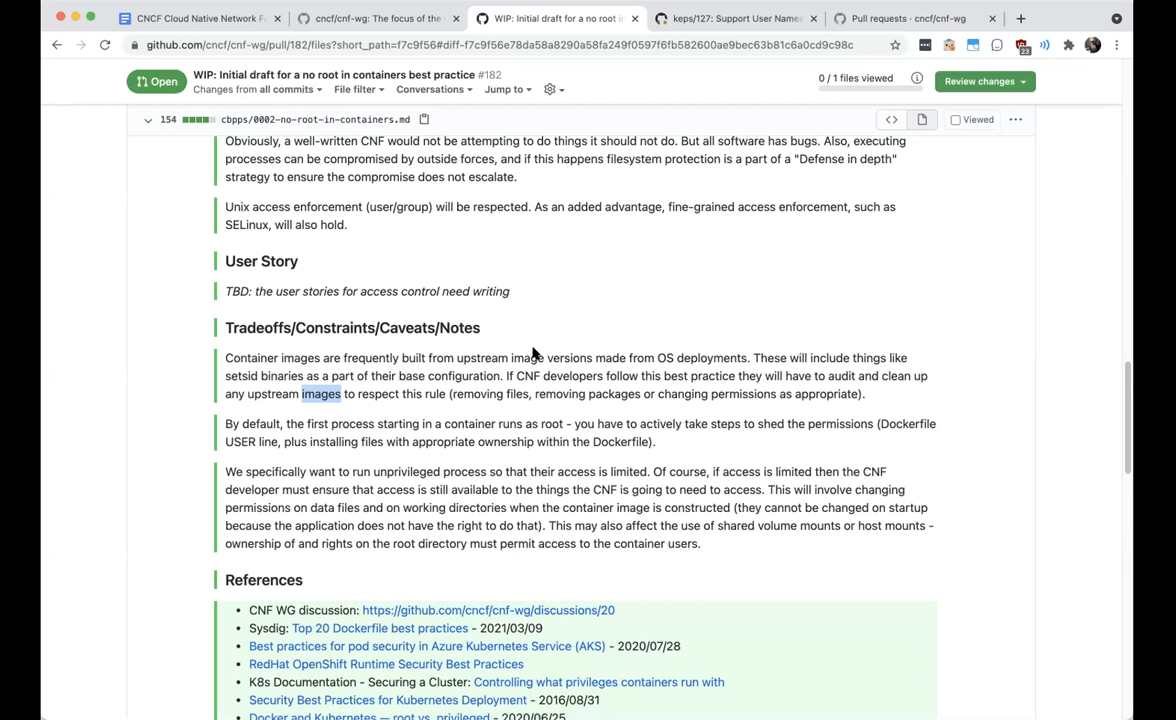 CNCF Cloud Native Network F
cncf/cnf-wg: The focus of the
WIP: Initial draft for a no root in
keps/127: Support User Names
Pull requests · cncf/cnf-wg
github.com/cncf/cnf-wg/pull/182/files?short_path=f7c9f56#diff-f7c9f56e78da58a8290a58fa249f0597f6fb582600ae9bec63b81c6a0cd9c98c
23
Open
WIP: Initial draft for a no root in containers best practice #182
Changes from all commits
File filter
Conversations
Jump to
0 / 1 files viewed
Review changes
154
cbpps/0002-no-root-in-containers.md
Viewed
Obviously, a well-written CNF would not be attempting to do things it should not do. But all software has bugs. Also, executing
processes can be compromised by outside forces, and if this happens filesystem protection is a part of a "Defense in depth"
strategy to ensure the compromise does not escalate.
Unix access enforcement (user/group) will be respected. As an added advantage, fine-grained access enforcement, such as
SELinux, will also hold.
User Story
TBD: the user stories for access control need writing
Tradeoffs/Constraints/Caveats/Notes
Container images are frequently built from upstream image versions made from OS deployments. These will include things like
setsid binaries as a part of their base configuration. If CNF developers follow this best practice they will have to audit and clean up
any upstream images to respect this rule (removing files, removing packages or changing permissions as appropriate).
By default, the first process starting in a container runs as root - you have to actively take steps to shed the permissions (Dockerfile
USER line, plus installing files with appropriate ownership within the Dockerfile).
We specifically want to run unprivileged process so that their access is limited. Of course, if access is limited then the CNF
developer must ensure that access is still available to the things the CNF is going to need to access. This will involve changing
permissions on data files and on working directories when the container image is constructed (they cannot be changed on startup
because the application does not have the right to do that). This may also affect the use of shared volume mounts or host mounts -
ownership of and rights on the root directory must permit access to the container users.
References
• CNF WG discussion: https://github.com/cncf/cnf-wg/discussions/20
• Sysdig: Top 20 Dockerfile best practices - 2021/03/09
• Best practices for pod security in Azure Kubernetes Service (AKS) - 2020/07/28
• RedHat OpenShift Runtime Security Best Practices
• K8s Documentation - Securing a Cluster: Controlling what privileges containers run with
• Security Best Practices for Kubernetes Deployment - 2016/08/31
• Docker and Kubernetes — root vs. privileged - 2020/06/25